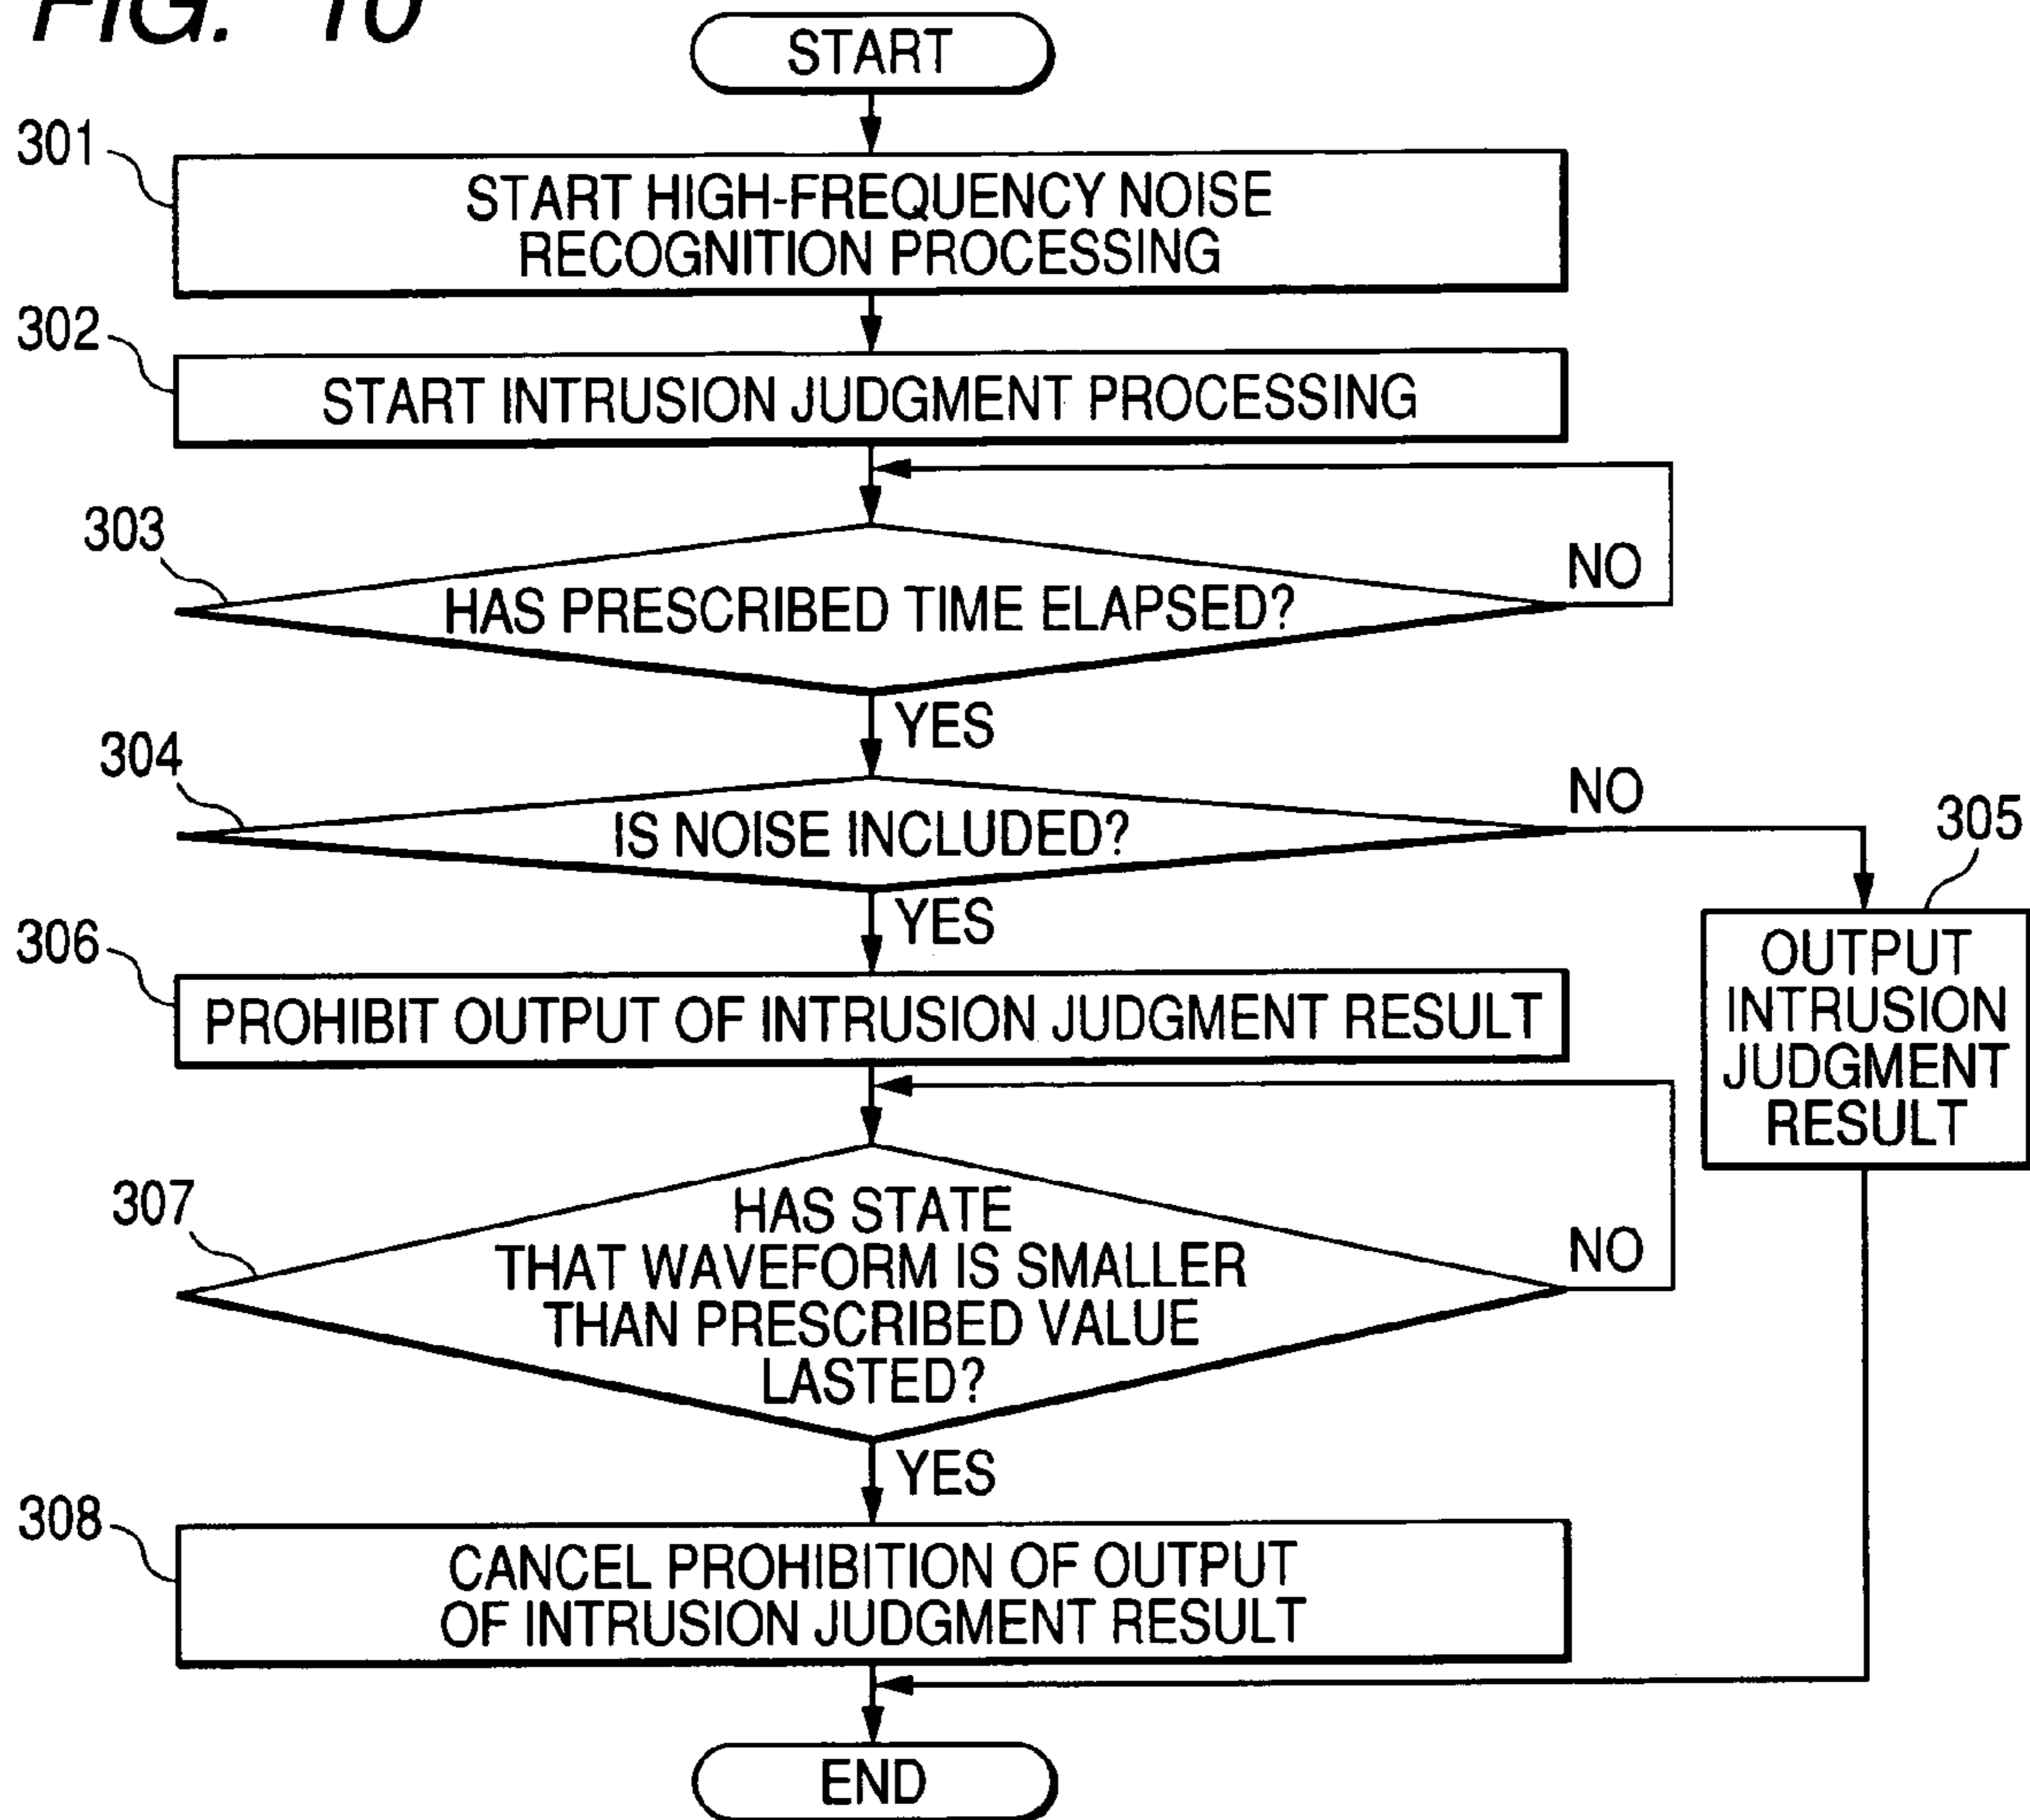 FIG. 10
START
301
START HIGH-FREQUENCY NOISE
RECOGNITION PROCESSING
302
START INTRUSION JUDGMENT PROCESSING
303
HAS PRESCRIBED TIME ELAPSED?
NO
YES
304
IS NOISE INCLUDED?
NO
305
YES
OUTPUT
INTRUSION
JUDGMENT
RESULT
306
PROHIBIT OUTPUT OF INTRUSION JUDGMENT RESULT
307
HAS STATE
THAT WAVEFORM IS SMALLER
THAN PRESCRIBED VALUE
LASTED?
NO
YES
308
CANCEL PROHIBITION OF OUTPUT
OF INTRUSION JUDGMENT RESULT
END